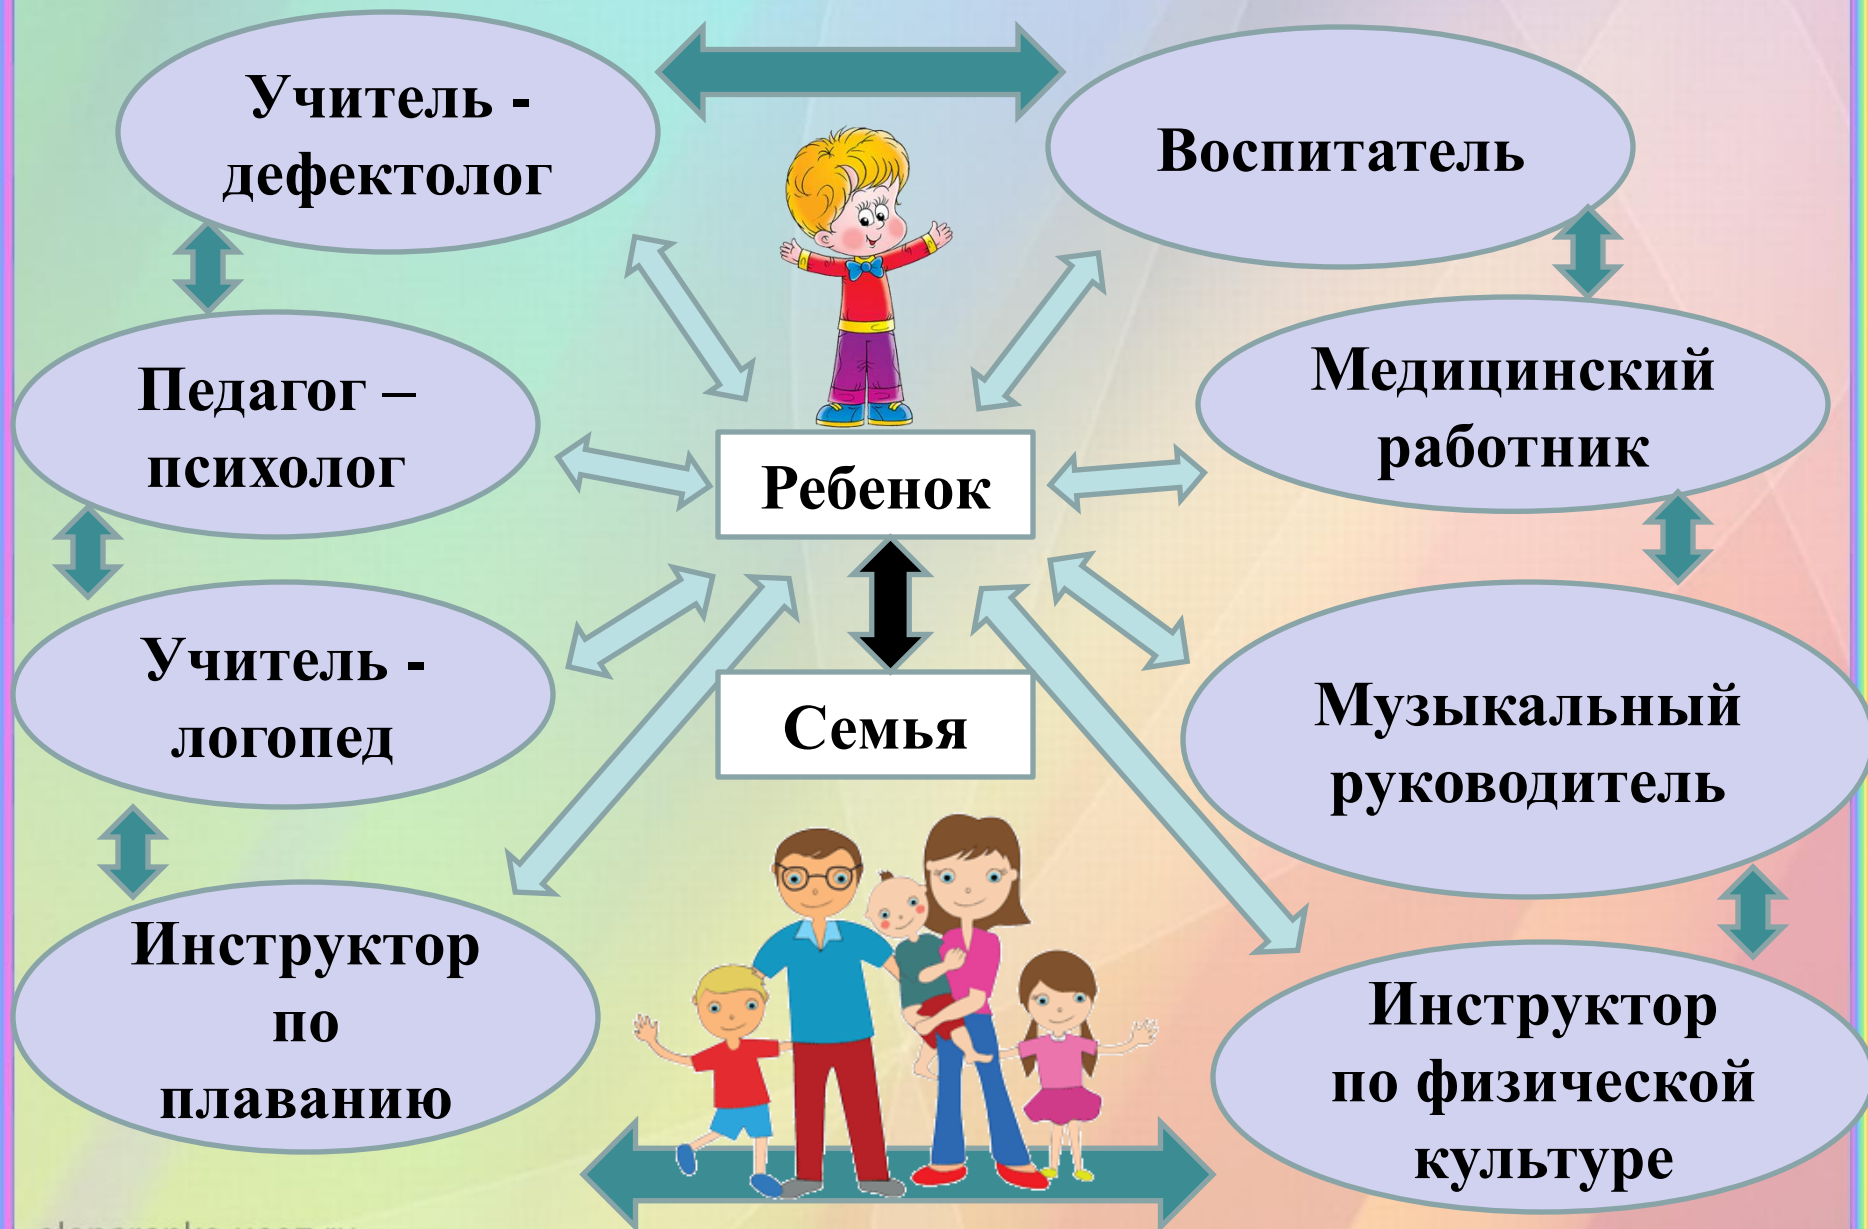 Учитель -
дефектолог
Воспитатель
Педагог –
психолог
Медицинский
работник
Ребенок
Учитель -
логопед
Семья
Музыкальный
руководитель
Инструктор
по
плаванию
Инструктор
по физической
культуре